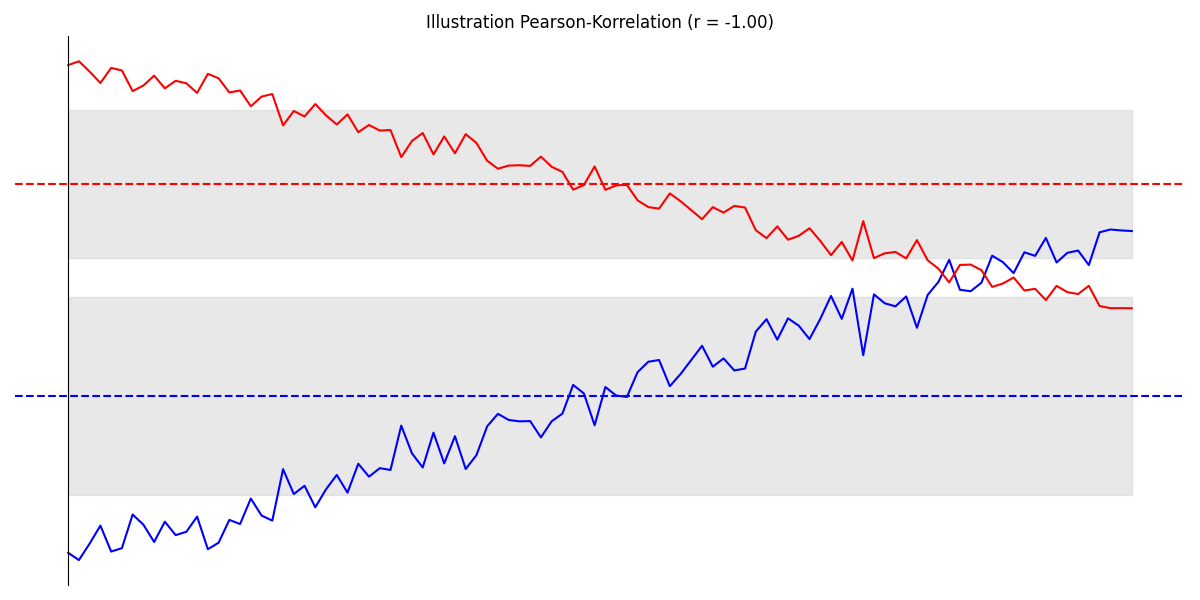 Illustration Pearson-Korrelation (r = -1.00)